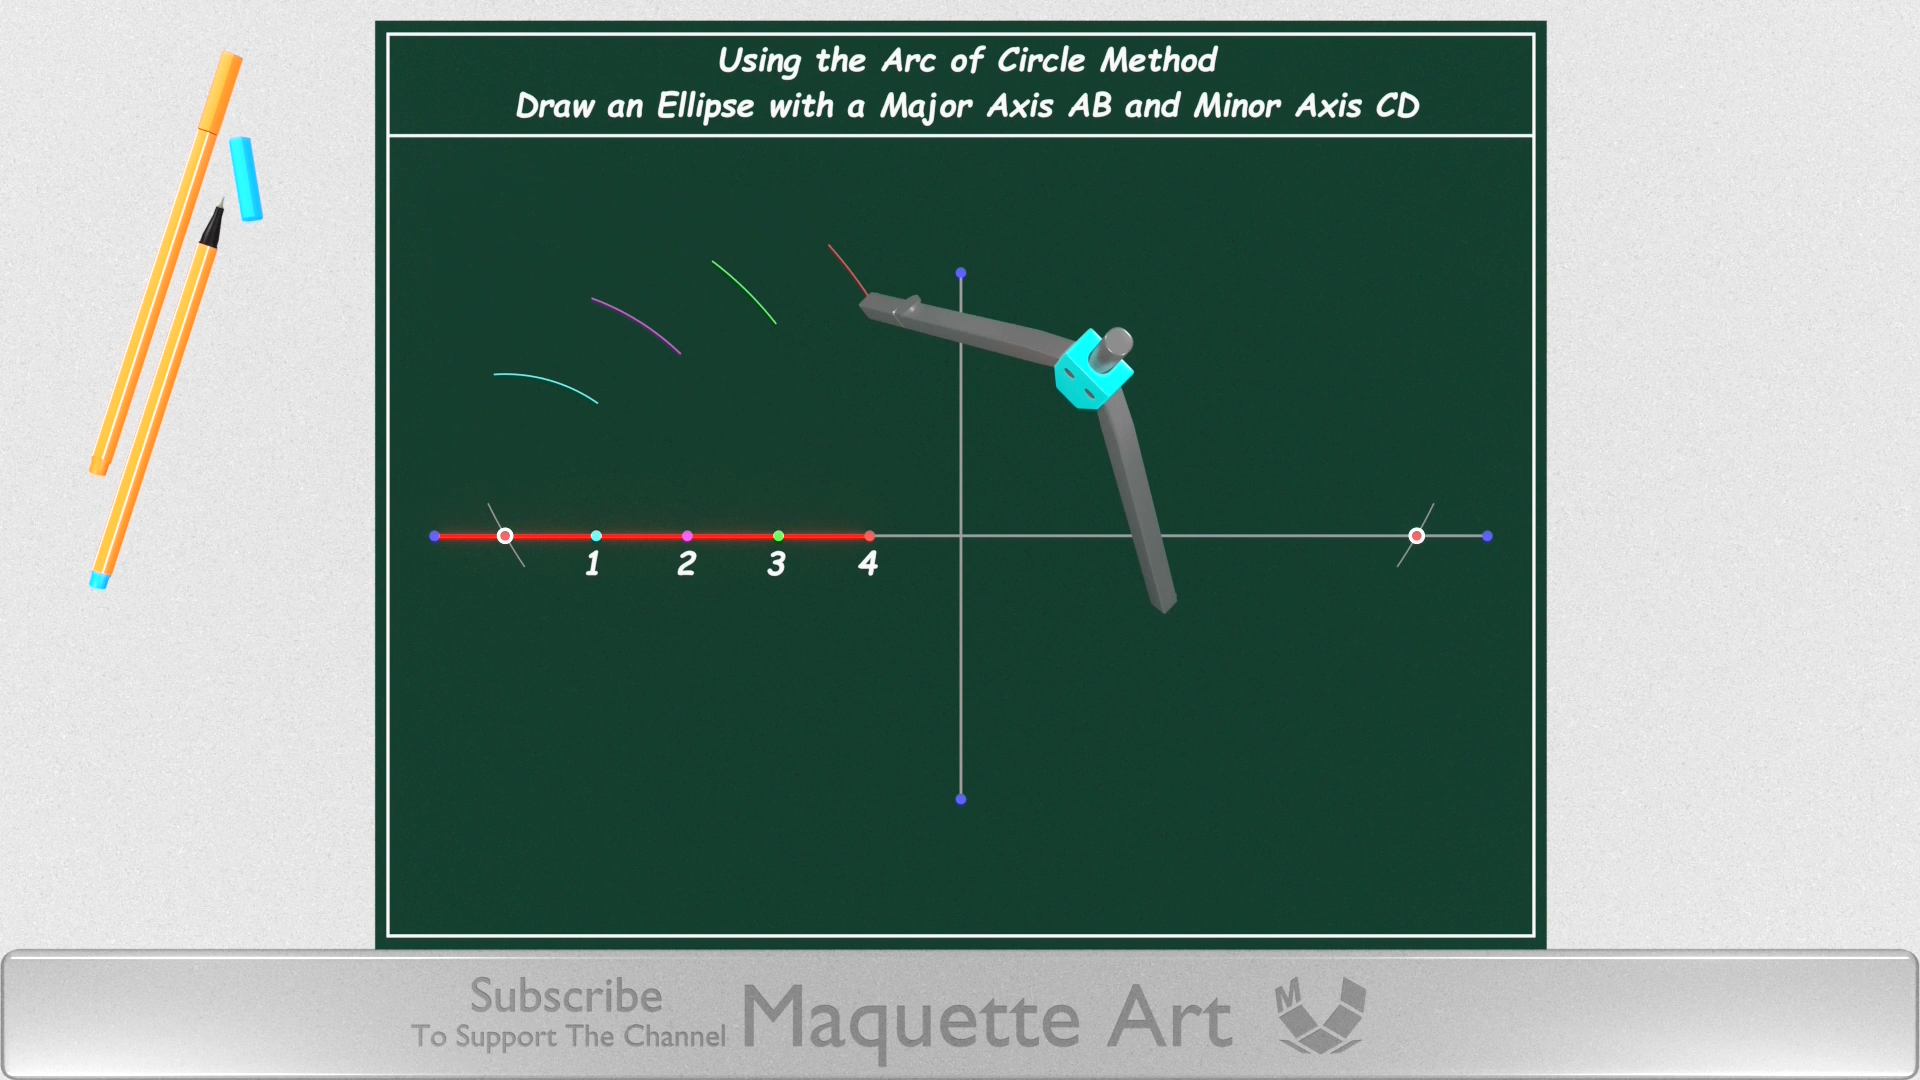 Using the Arc of Circle Method
Draw an Ellipse with a Major Axis AB and Minor Axis CD
1 2 3 4
Subscribe
To Support The Channel
Maquette Art
M